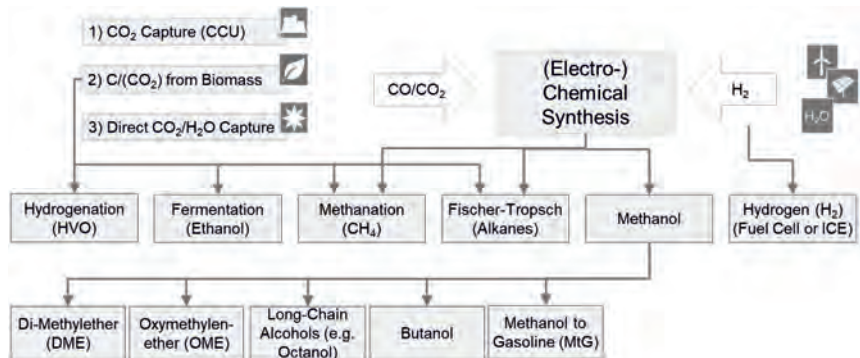 1) CO₂ Capture (CCU)
2) C/(CO₂) from Biomass
3) Direct CO₂/H₂O Capture
CO/CO₂
(Electro-)
Chemical
Synthesis
H₂
H₂O
Hydrogenation
(HVO)
Fermentation
(Ethanol)
Methanation
(CH₄)
Fischer-Tropsch
(Alkanes)
Methanol
Hydrogen (H₂)
(Fuel Cell or ICE)
Di-Methylether
(DME)
Oxymethylen-
ether (OME)
Long-Chain
Alcohols (e.g.
Octanol)
Butanol
Methanol to
Gasoline (MtG)